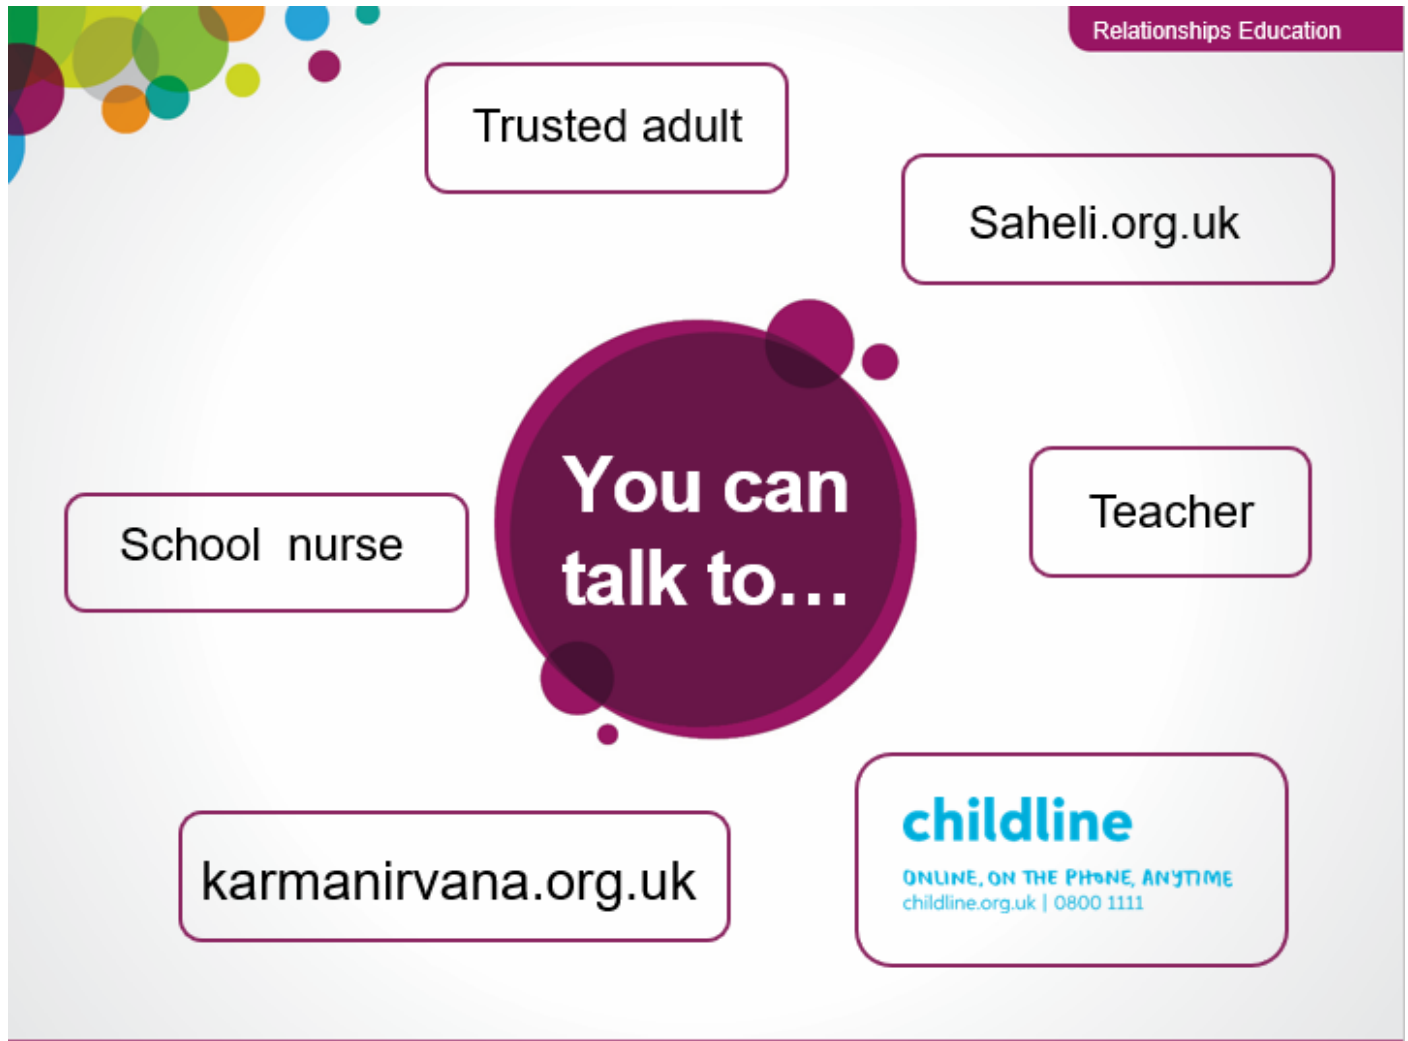 Relationships Education
Trusted adult
Saheli.org.uk
You can
talk to...
Teacher
School  nurse
childline
ONLINE, ON THE PHONE, ANYTIME
childline.org.uk | 0800 1111
karmanirvana.org.uk